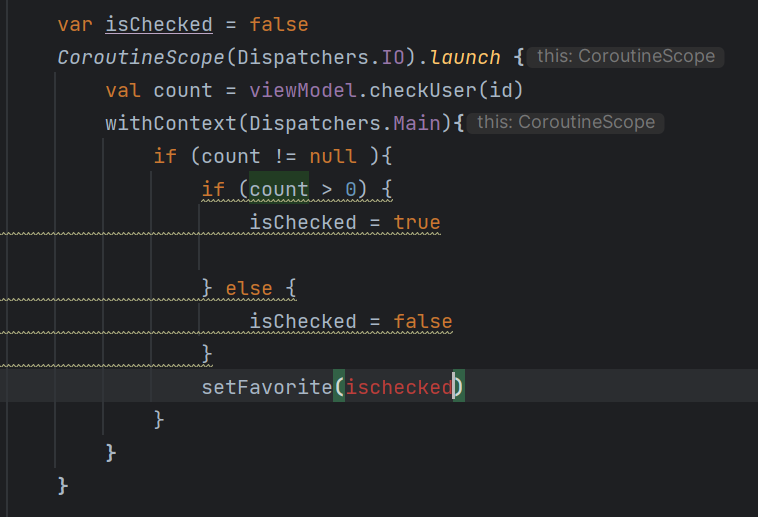 var isChecked = false
CoroutineScope(Dispatchers.IO).launch { this: CoroutineScope
val count = viewModel.checkUser(id)
withContext(Dispatchers.Main){ this: CoroutineScope
if (count != null ){
if (count > 0) {
isChecked = true
} else {
isChecked = false
}
setFavorite(ischecked)
}
}
}